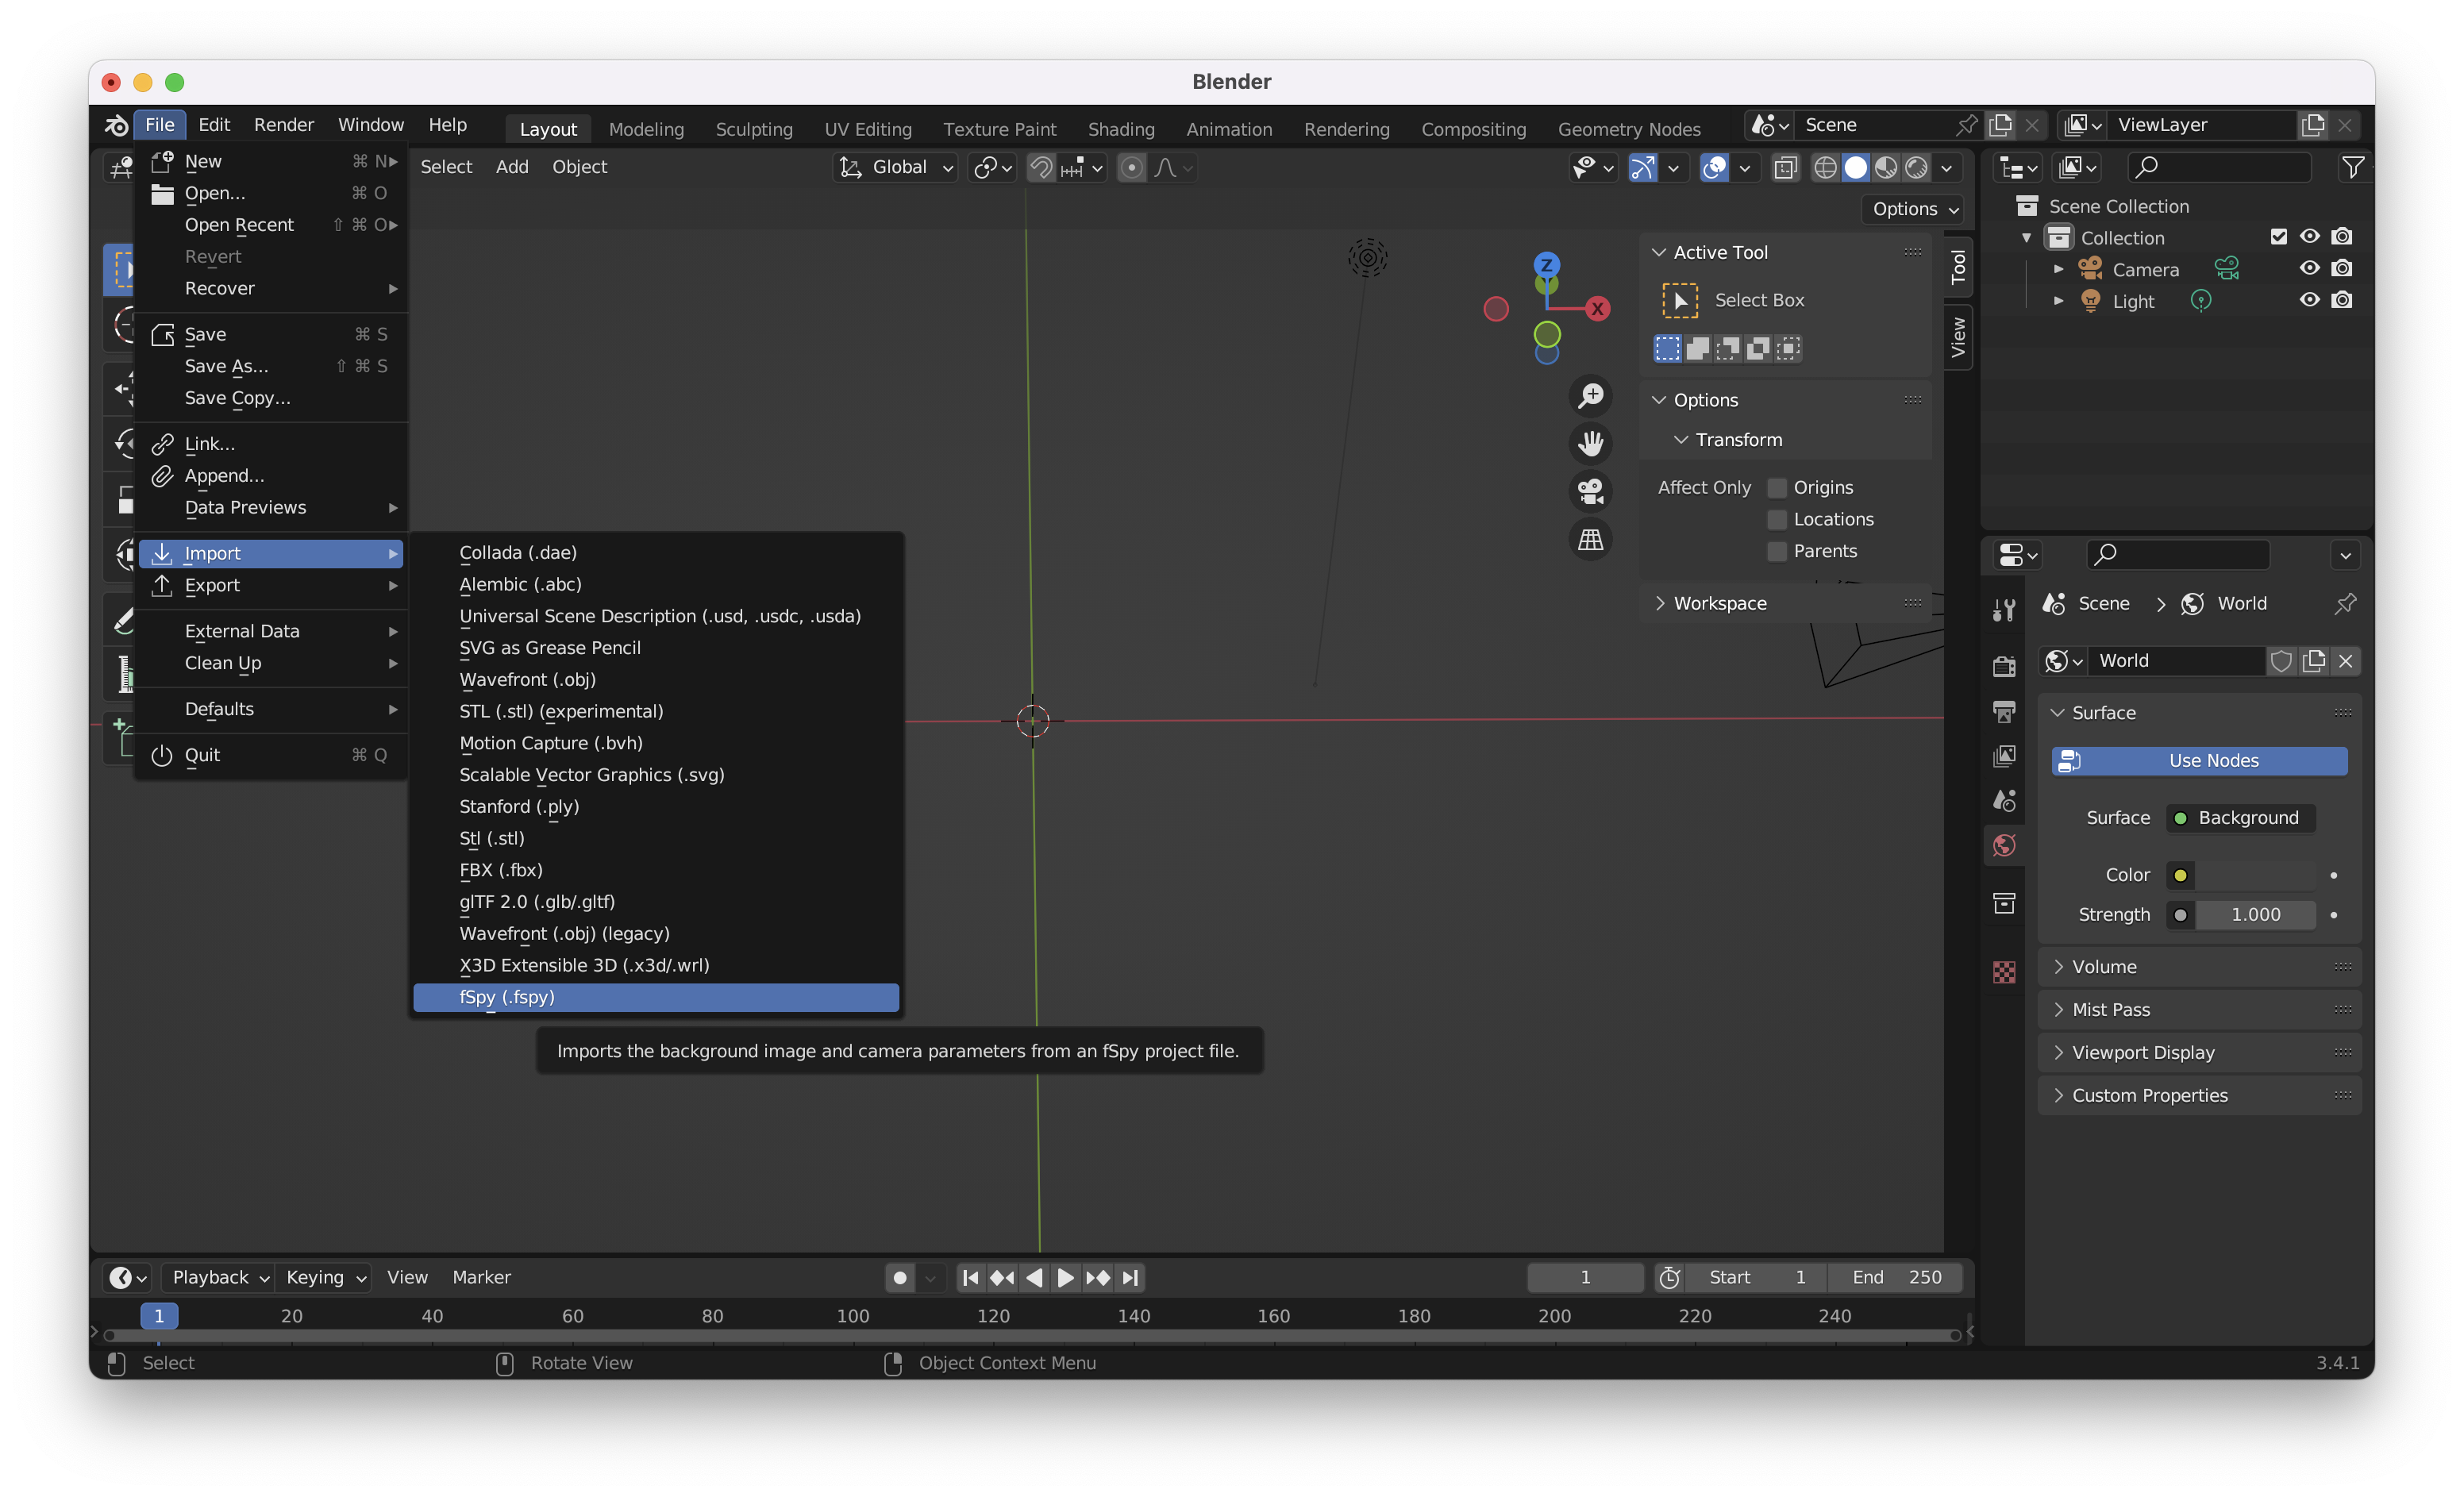 Blender
File Edit Render Window Help Layout Modeling Sculpting UV Editing Texture Paint Shading Animation Rendering Compositing Geometry Nodes Scene ViewLayer
Select Add Object Global
Options
New ⌘ N
Open... ⌘ O
Open Recent ⇧ ⌘ O
Revert
Recover
Save ⌘ S
Save As... ⇧ ⌘ S
Save Copy...
Link...
Append...
Data Previews
Import
Export
External Data
Clean Up
Defaults
Quit ⌘ Q
Collada (.dae)
Alembic (.abc)
Universal Scene Description (.usd, .usdc, .usda)
SVG as Grease Pencil
Wavefront (.obj)
STL (.stl) (experimental)
Motion Capture (.bvh)
Scalable Vector Graphics (.svg)
Stanford (.ply)
Stl (.stl)
FBX (.fbx)
glTF 2.0 (.glb/.gltf)
Wavefront (.obj) (legacy)
X3D Extensible 3D (.x3d/.wrl)
fSpy (.fspy)
Imports the background image and camera parameters from an fSpy project file.
Z
X
Active Tool
Select Box
Options
Transform
Affect Only Origins
Locations
Parents
Workspace
Tool
View
Scene Collection
Collection
Camera
Light
Scene World
World
Surface
Use Nodes
Surface Background
Color
Strength 1.000
Volume
Mist Pass
Viewport Display
Custom Properties
Playback Keying View Marker 1 Start 1 End 250
1 20 40 60 80 100 120 140 160 180 200 220 240
Select Rotate View Object Context Menu 3.4.1